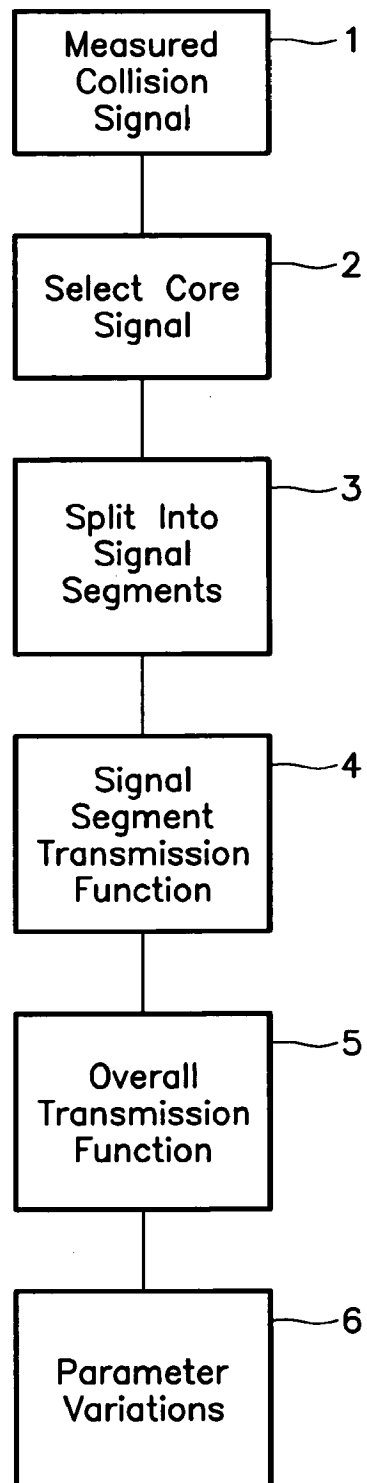 Measured
Collision
Signal
1
Select Core
Signal
2
Split Into
Signal
Segments
3
Signal
Segment
Transmission
Function
4
Overall
Transmission
Function
5
Parameter
Variations
6